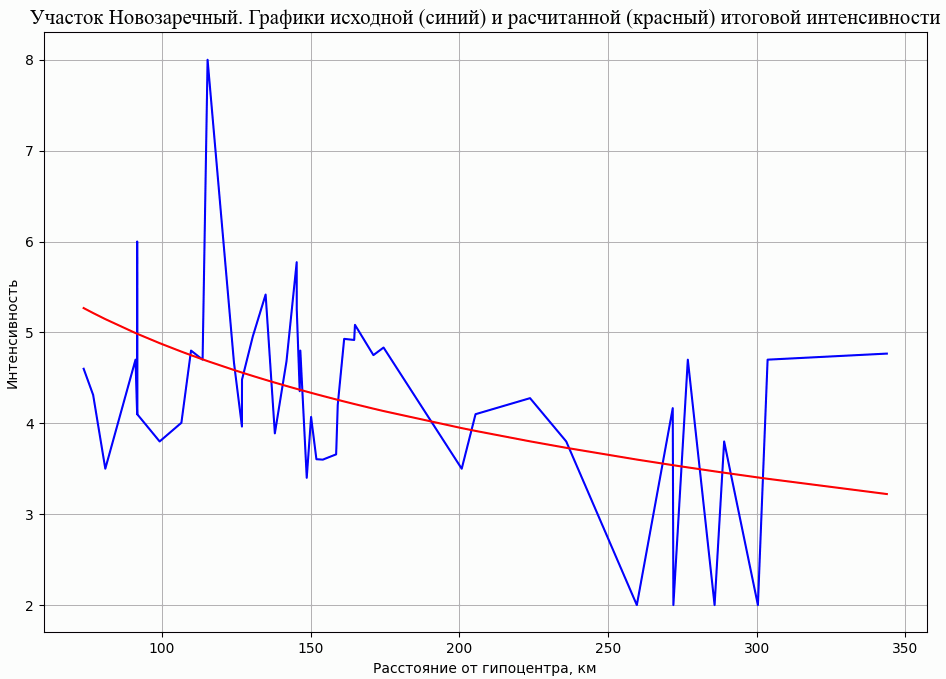 Участок Новозаречный. Графики исходной (синий) и расчитанной (красный) итоговой интенсивности
8
7
6
5
4
3
2
Интенсивность
100 150 200 250 300 350
Расстояние от гипоцентра, км